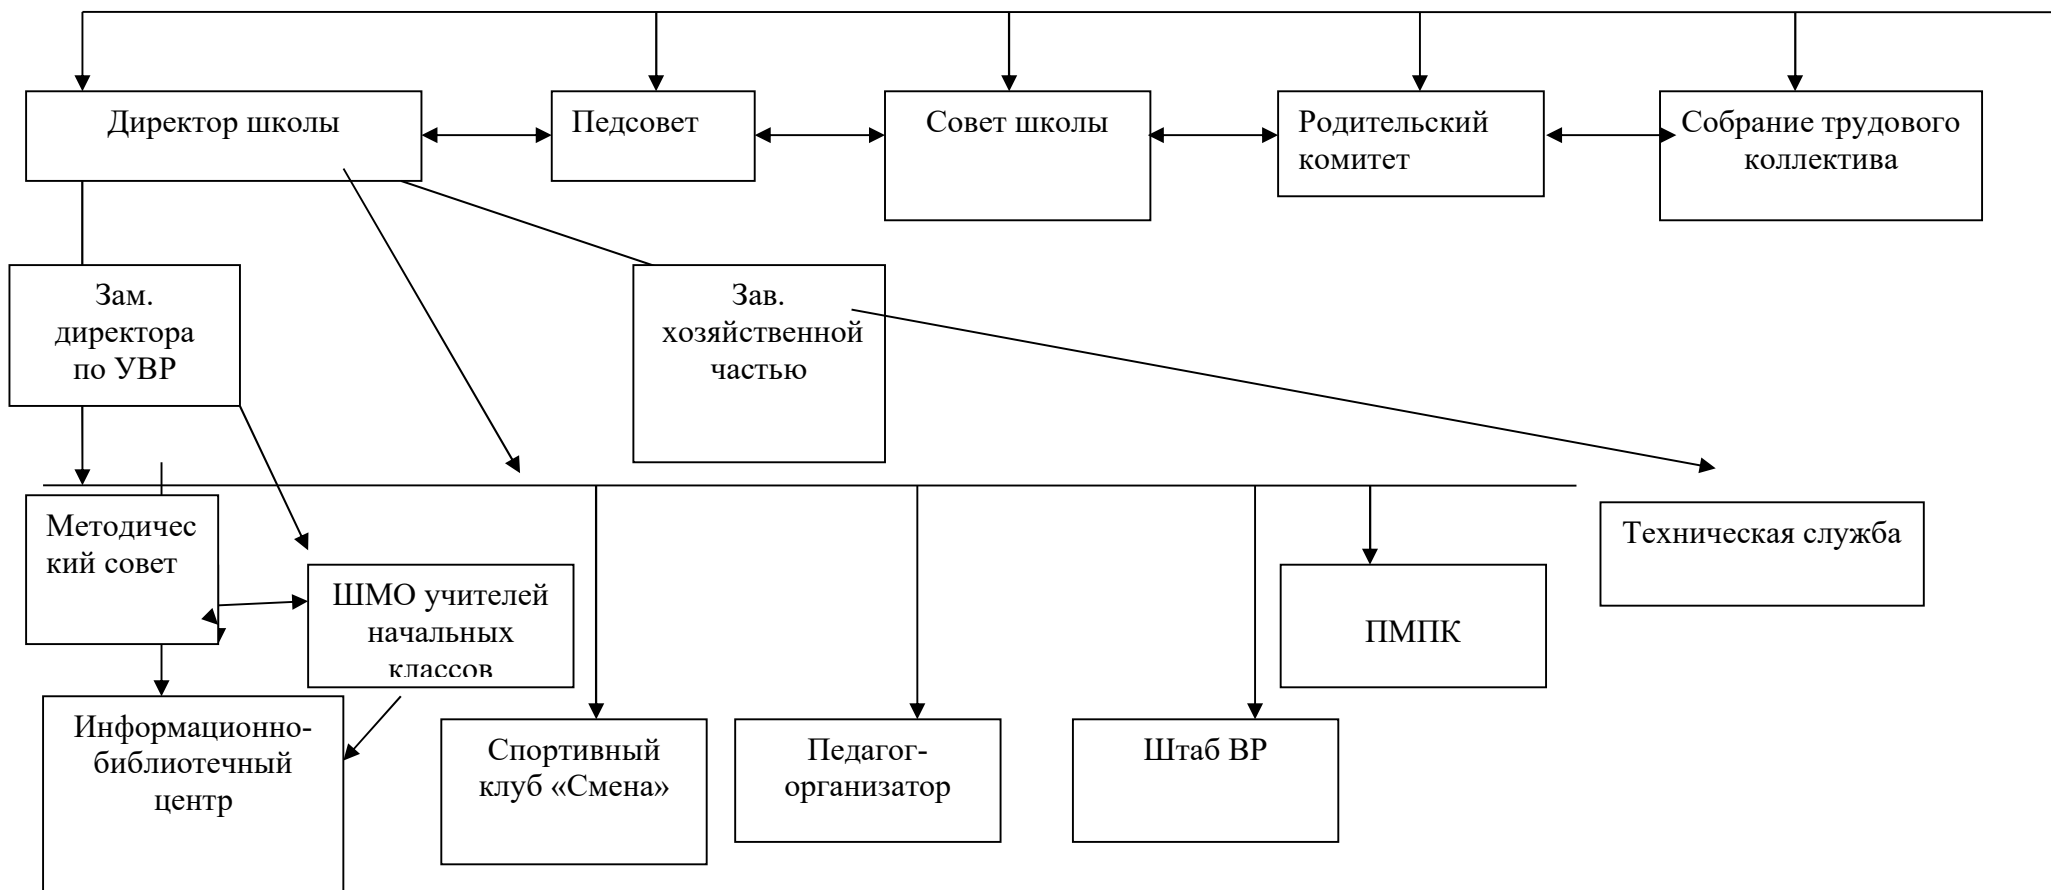 Директор школы
Педсовет
Совет школы
Родительский
комитет
Собрание трудового
коллектива
Зам.
директора
по УВР
Зав.
хозяйственной
частью
Методичес
кий совет
ШМО учителей
начальных
классов
ПМПК
Техническая служба
Информационно-
библиотечный
центр
Спортивный
клуб «Смена»
Педагог-
организатор
Штаб ВР